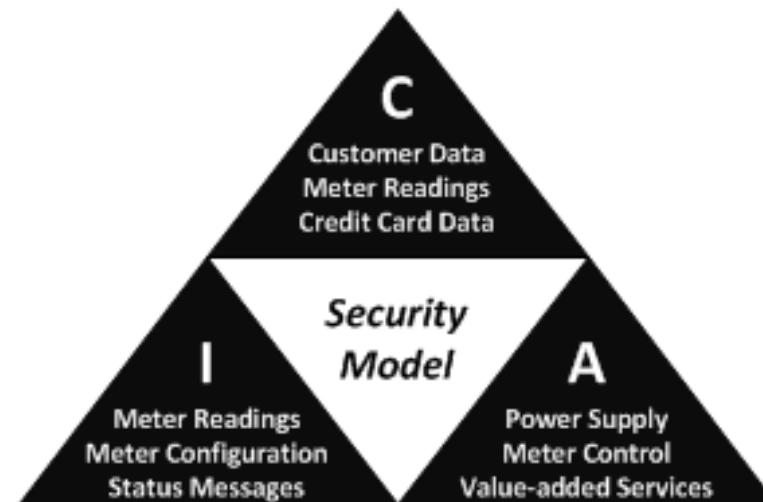 C
Customer Data
Meter Readings
Credit Card Data
Security
Model
I
Meter Readings
Meter Configuration
Status Messages
A
Power Supply
Meter Control
Value-added Services